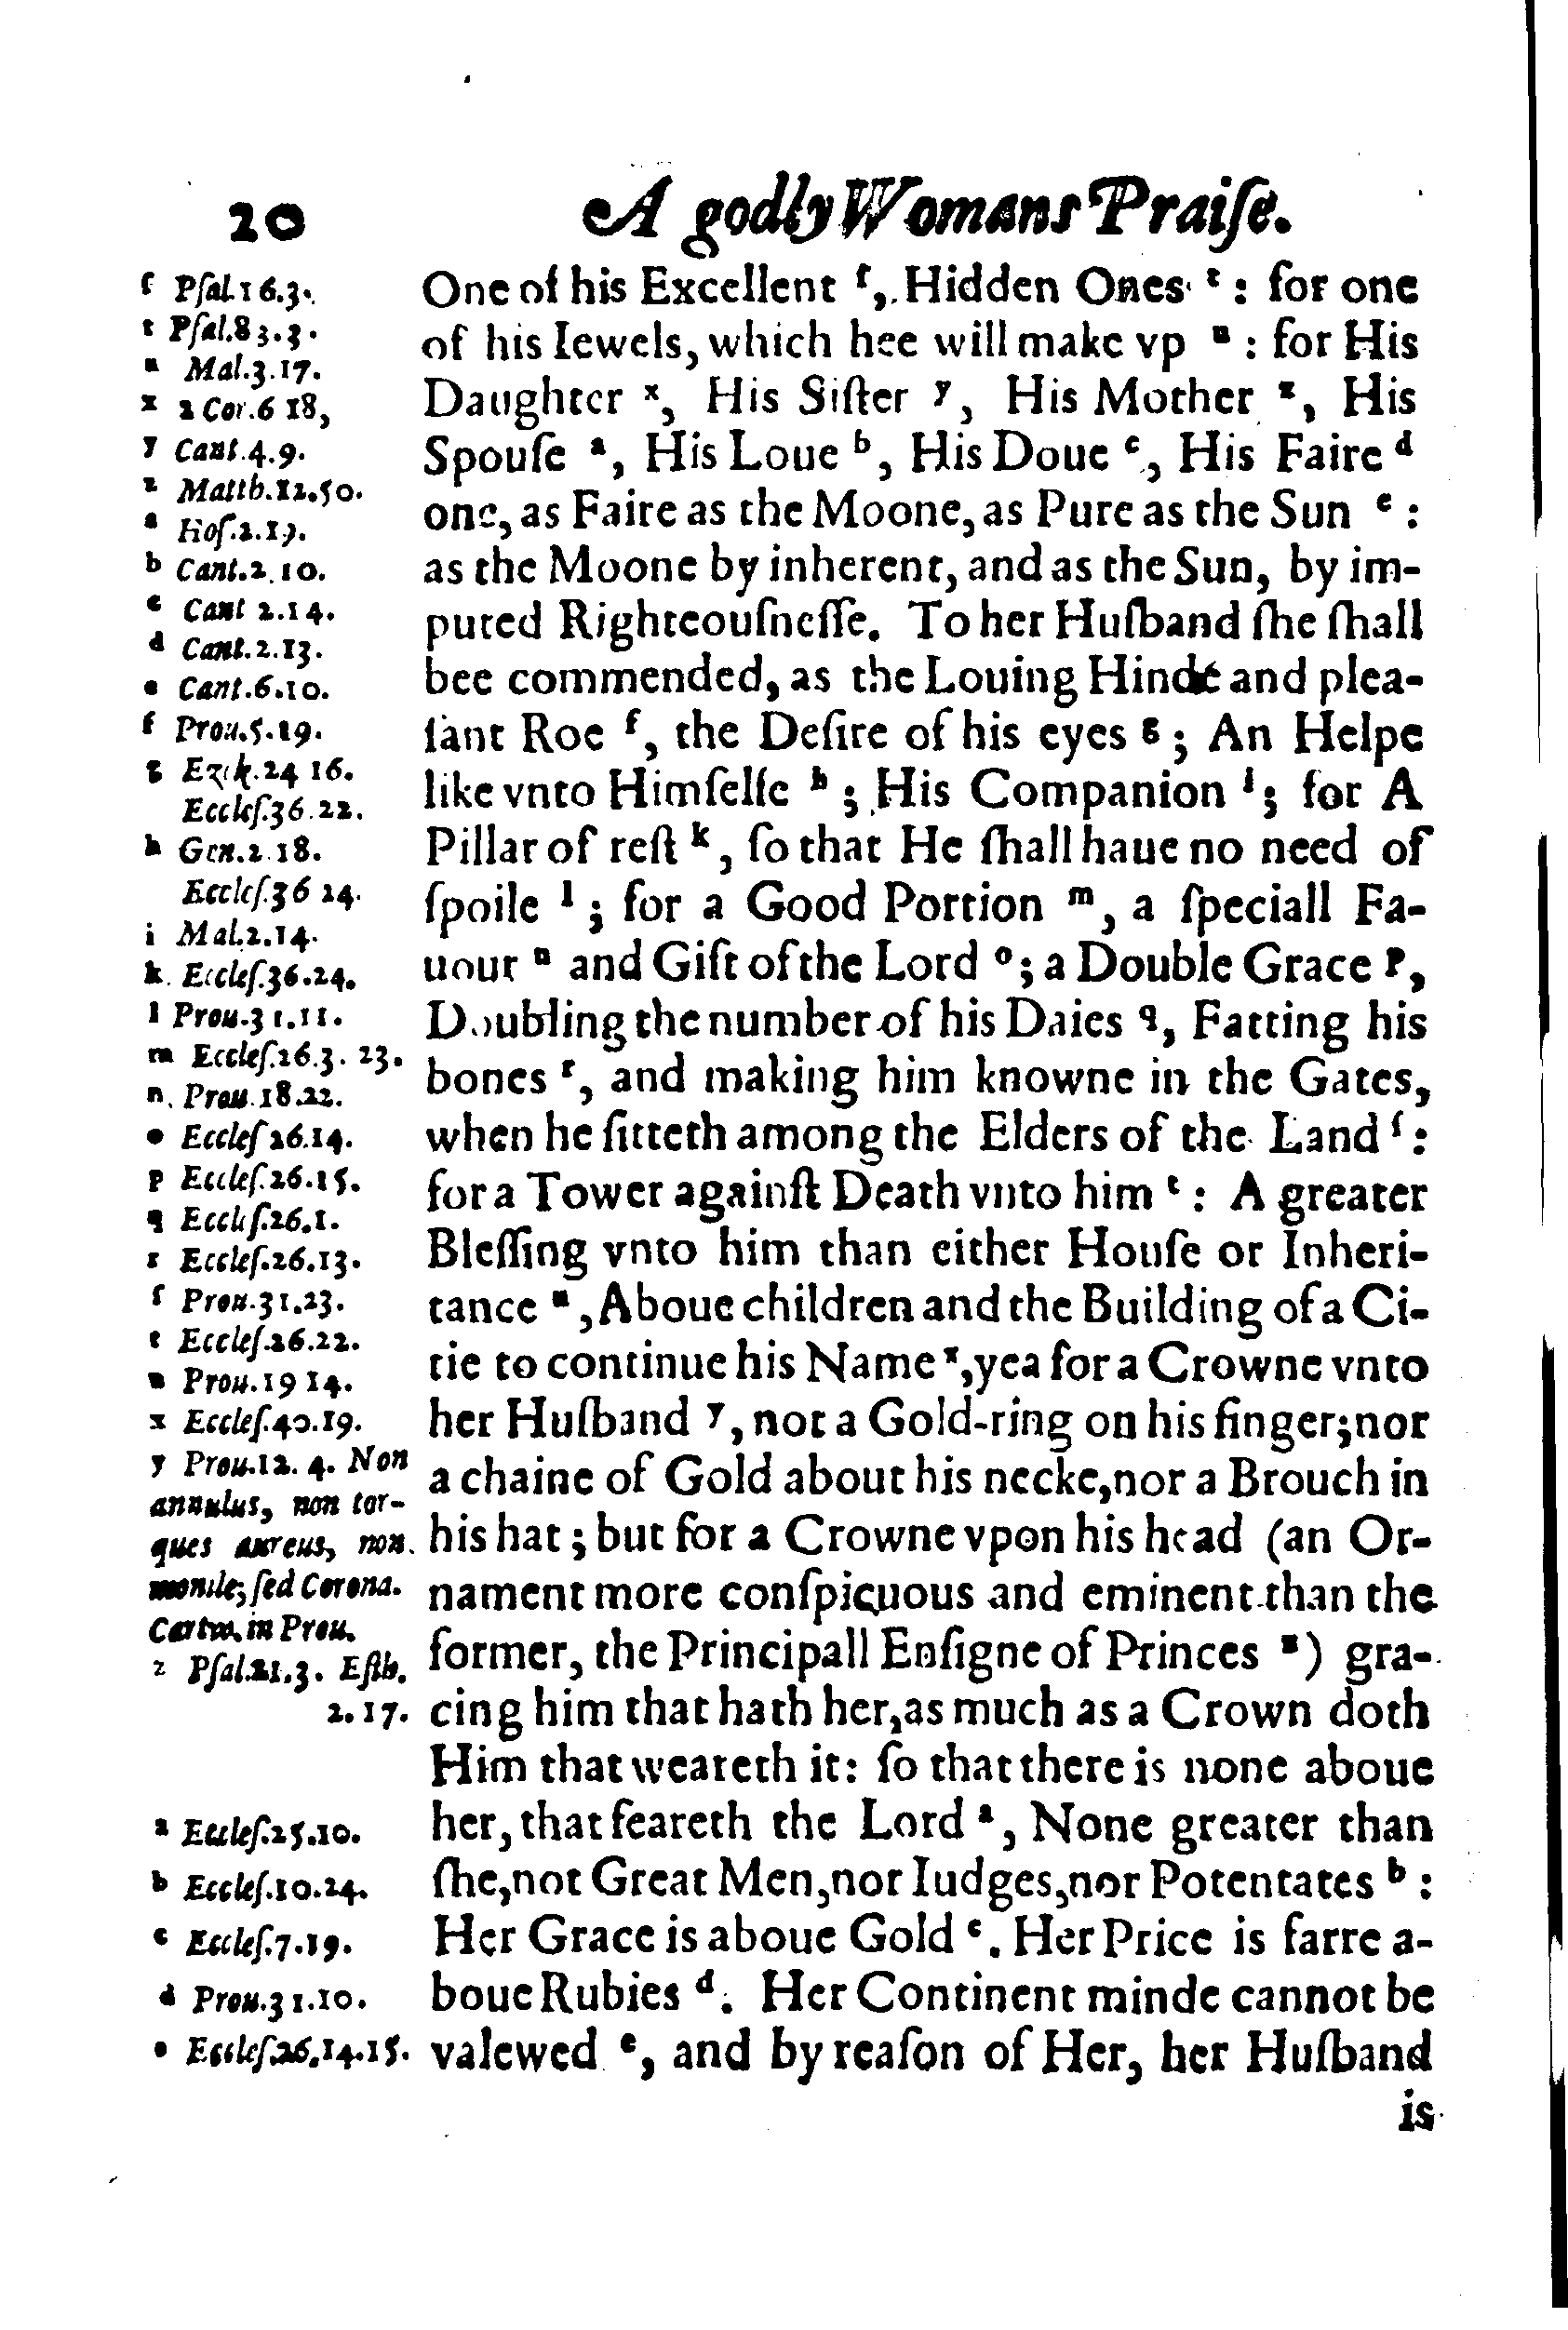 20
A godly Womans Praiſe.
ſ Pſal.16.3.
t Pſal.83.3.
u Mal.3.17.
x 2 Cor.6 18,
y Cant.4.9.
z Matth.12.50.
a Hoſ.2.19.
b Cant.2.10.
c Cant 2.14.
d Cant.2.13.
e Cant.6.10.
f Prou.5.19.
g Ezek.24 16.
Eccleſ.36.22.
h Gen.2.18.
Eccleſ.36 24.
i Mal.2.14.
k Eccleſ.36.24.
l Prou.31.11.
m Eccleſ.26.3. 23.
n Prou.18.22.
o Eccleſ 26.14.
p Eccleſ.26.15.
q Eccleſ.26.1.
r Eccleſ.26.13.
ſ Prou.31.23.
t Eccleſ.26.22.
u Prou.19 14.
x Eccleſ.40.19.
y Prou.12. 4. Non
annulus, non tor-
ques aureus, non
monile; ſed Corona.
Cartw. in Prou.
z Pſal.21.3. Eſth.
2.17.
a Eccleſ.25.10.
b Eccleſ.10.24.
c Eccleſ.7.19.
d Prou.31.10.
e Eccleſ.26.14.15.
One of his Excellent ſ, Hidden Ones t : for one
of his Iewels, which hee will make vp u : for His
Daughter x, His Siſter y, His Mother z, His
Spouſe a, His Loue b, His Doue c, His Faire d
one, as Faire as the Moone, as Pure as the Sun e :
as the Moone by inherent, and as the Sun, by im-
puted Righteouſneſſe. To her Huſband ſhe ſhall
bee commended, as the Louing Hinde and plea-
ſant Roe f, the Deſire of his eyes g ; An Helpe
like vnto Himſelfe h ; His Companion i; for A
Pillar of reſt k, ſo that He ſhall haue no need of
ſpoile l ; for a Good Portion m, a ſpeciall Fa-
uour n and Gift of the Lord o; a Double Grace p,
Doubling the number of his Daies q, Fatting his
bones r, and making him knowne in the Gates,
when he ſitteth among the Elders of the Land ſ:
for a Tower againſt Death vnto him t : A greater
Bleſſing vnto him than either Houſe or Inheri-
tance u, Aboue children and the Building of a Ci-
tie to continue his Name x, yea for a Crowne vnto
her Huſband y, not a Gold-ring on his finger; nor
a chaine of Gold about his necke, nor a Brouch in
his hat ; but for a Crowne vpon his head (an Or-
nament more conſpicuous and eminent than the
former, the Principall Enſigne of Princes z) gra-
cing him that hath her, as much as a Crown doth
Him that weareth it: ſo that there is none aboue
her, that feareth the Lord a, None greater than
ſhe, not Great Men, nor Iudges, nor Potentates b :
Her Grace is aboue Gold c. Her Price is farre a-
boue Rubies d. Her Continent minde cannot be
valewed e, and by reaſon of Her, her Huſband
is